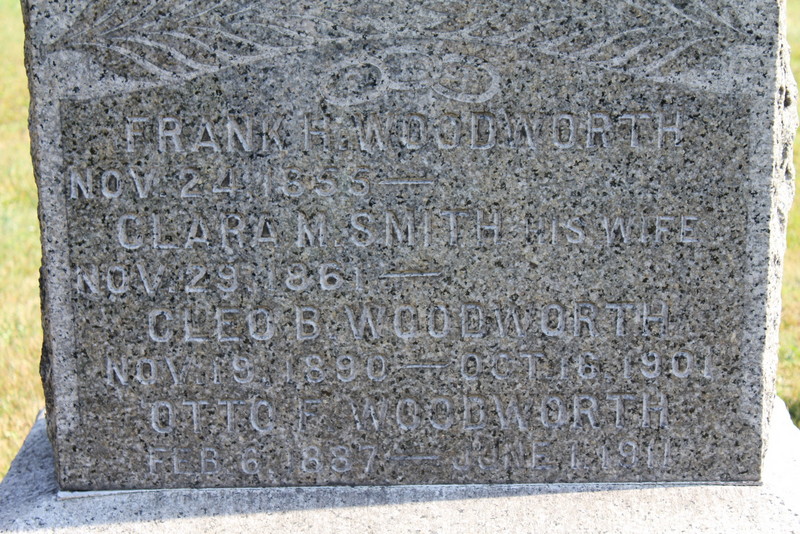 FRANK H. WOODWORTH
NOV. 24, 1855 —
CLARA M. SMITH HIS WIFE
NOV. 29, 1861 —
CLEO B. WOODWORTH
NOV. 19, 1890 — OCT. 16, 1901
OTTO F. WOODWORTH
FEB. 6, 1887 — JUNE 1, 1911